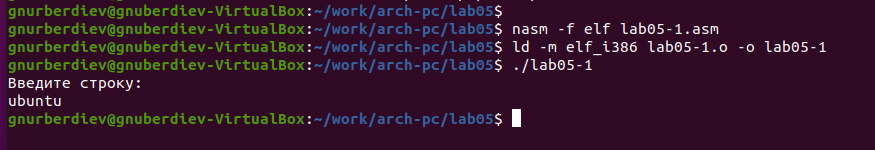 gnurberdiev@gnuberdiev-VirtualBox:~/work/arch-pc/lab05$
gnurberdiev@gnuberdiev-VirtualBox:~/work/arch-pc/lab05$ nasm -f elf lab05-1.asm
gnurberdiev@gnuberdiev-VirtualBox:~/work/arch-pc/lab05$ ld -m elf_i386 lab05-1.o -o lab05-1
gnurberdiev@gnuberdiev-VirtualBox:~/work/arch-pc/lab05$ ./lab05-1
Введите строку:
ubuntu
gnurberdiev@gnuberdiev-VirtualBox:~/work/arch-pc/lab05$